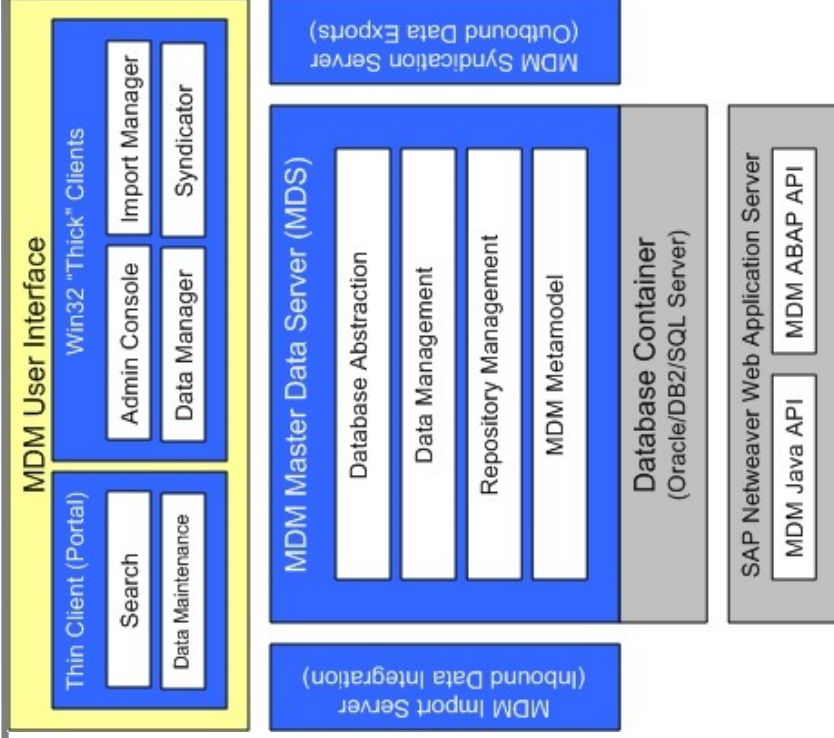 MDM User Interface
Thin Client (Portal)
Search
Data Maintenance
Win32 "Thick" Clients
Admin Console
Import Manager
Data Manager
Syndicator
MDM Import Server
(Inbound Data Integration)
MDM Master Data Server (MDS)
Database Abstraction
Data Management
Repository Management
MDM Metamodel
MDM Syndication Server
(Outbound Data Exports)
Database Container
(Oracle/DB2/SQL Server)
SAP Netweaver Web Application Server
MDM Java API
MDM ABAP API